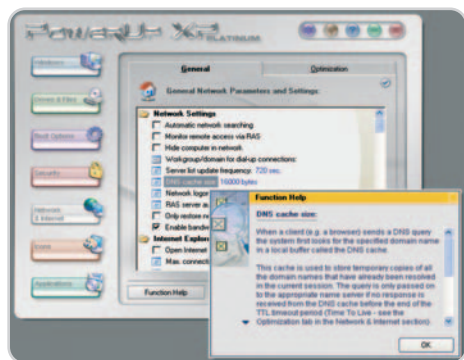 PowerUp XP PLATINUM
Windows
Drives & Files
Boot Options
Security
Network & Internet
Icons
Applications
General
Optimization
General Network Parameters and Settings:
Network Settings
Automatic network searching
Monitor remote access via RAS
Hide computer in network
Workgroup/domain for dial-up connections:
Server list update frequency: 720 sec.
DNS cache size: 16000 bytes
Network logon
RAS server au
Only restore n
Enable bandw
Internet Explor
Open Internet
Max. connecti
Function Help
Function Help
DNS cache size:
When a client (e.g. a browser) sends a DNS query
the system first looks for the specified domain name
in a local buffer called the DNS cache.
This cache is used to store temporary copies of all
the domain names that have already been resolved
in the current session. The query is only passed on
to the appropriate name server if no response is
received from the DNS cache before the end of the
TTL timeout period (Time To Live - see the
Optimization tab in the Network & Internet section).
OK